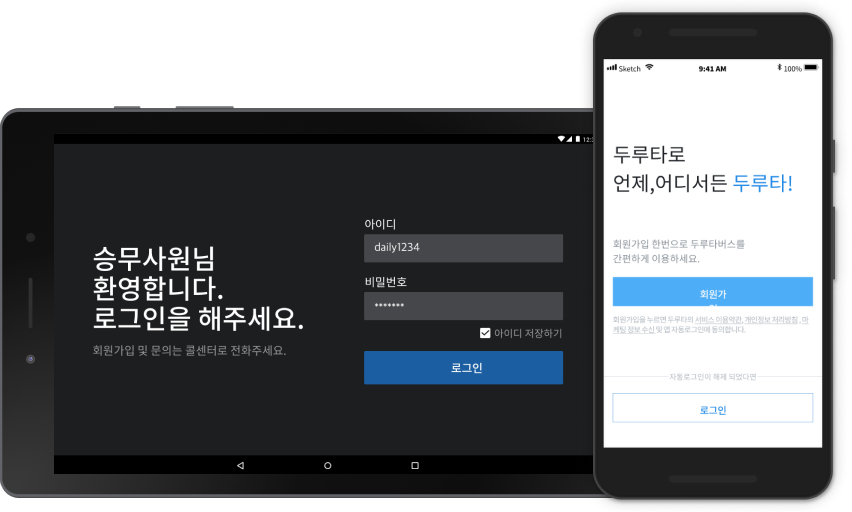 12:3
승무사원님
환영합니다.
로그인을 해주세요.
회원가입 및 문의는 콜센터로 전화주세요.
아이디
daily1234
비밀번호
*******
아이디 저장하기
로그인
Sketch
9:41 AM
100%
두루타로
언제,어디서든 두루타!
회원가입 한번으로 두루타버스를
간편하게 이용하세요.
회원가
회원가입을 누르면 두루타의 서비스 이용약관, 개인정보 처리방침, 마
케팅 정보 수신 및 앱 자동로그인에 동의합니다.
자동로그인이 해제 되었다면
로그인